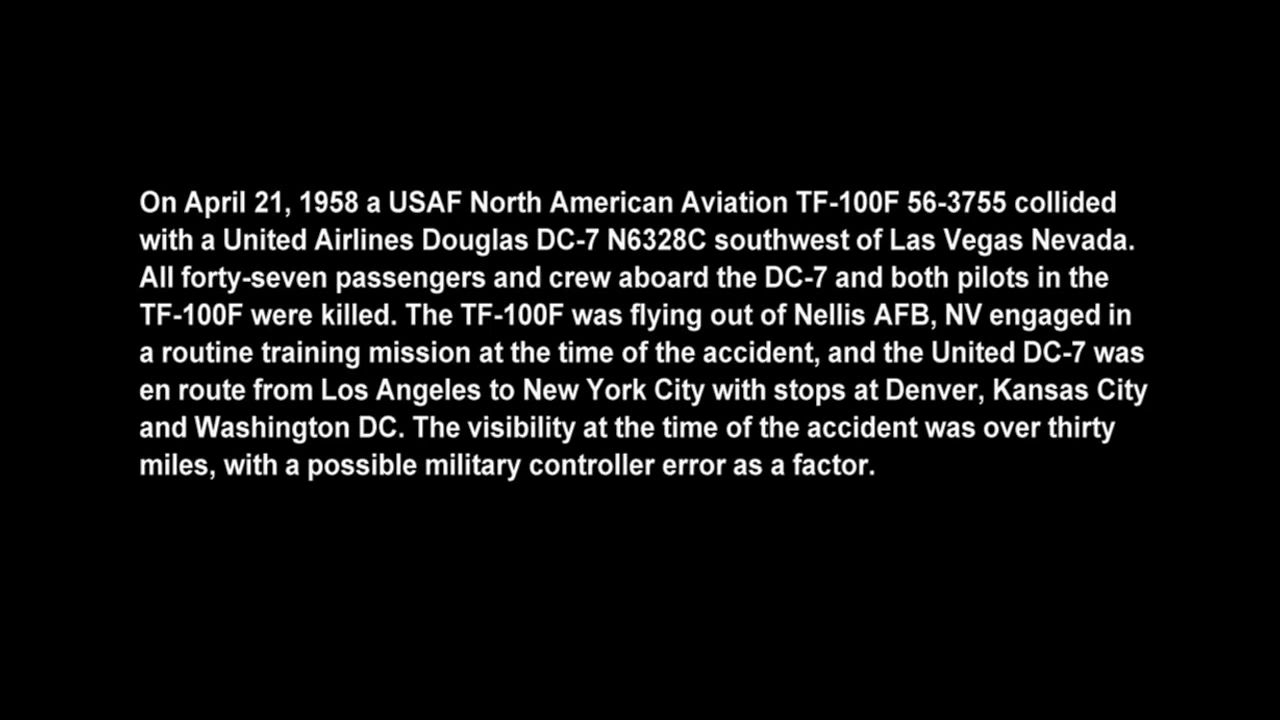 On April 21, 1958 a USAF North American Aviation TF-100F 56-3755 collided
with a United Airlines Douglas DC-7 N6328C southwest of Las Vegas Nevada.
All forty-seven passengers and crew aboard the DC-7 and both pilots in the
TF-100F were killed. The TF-100F was flying out of Nellis AFB, NV engaged in
a routine training mission at the time of the accident, and the United DC-7 was
en route from Los Angeles to New York City with stops at Denver, Kansas City
and Washington DC. The visibility at the time of the accident was over thirty
miles, with a possible military controller error as a factor.